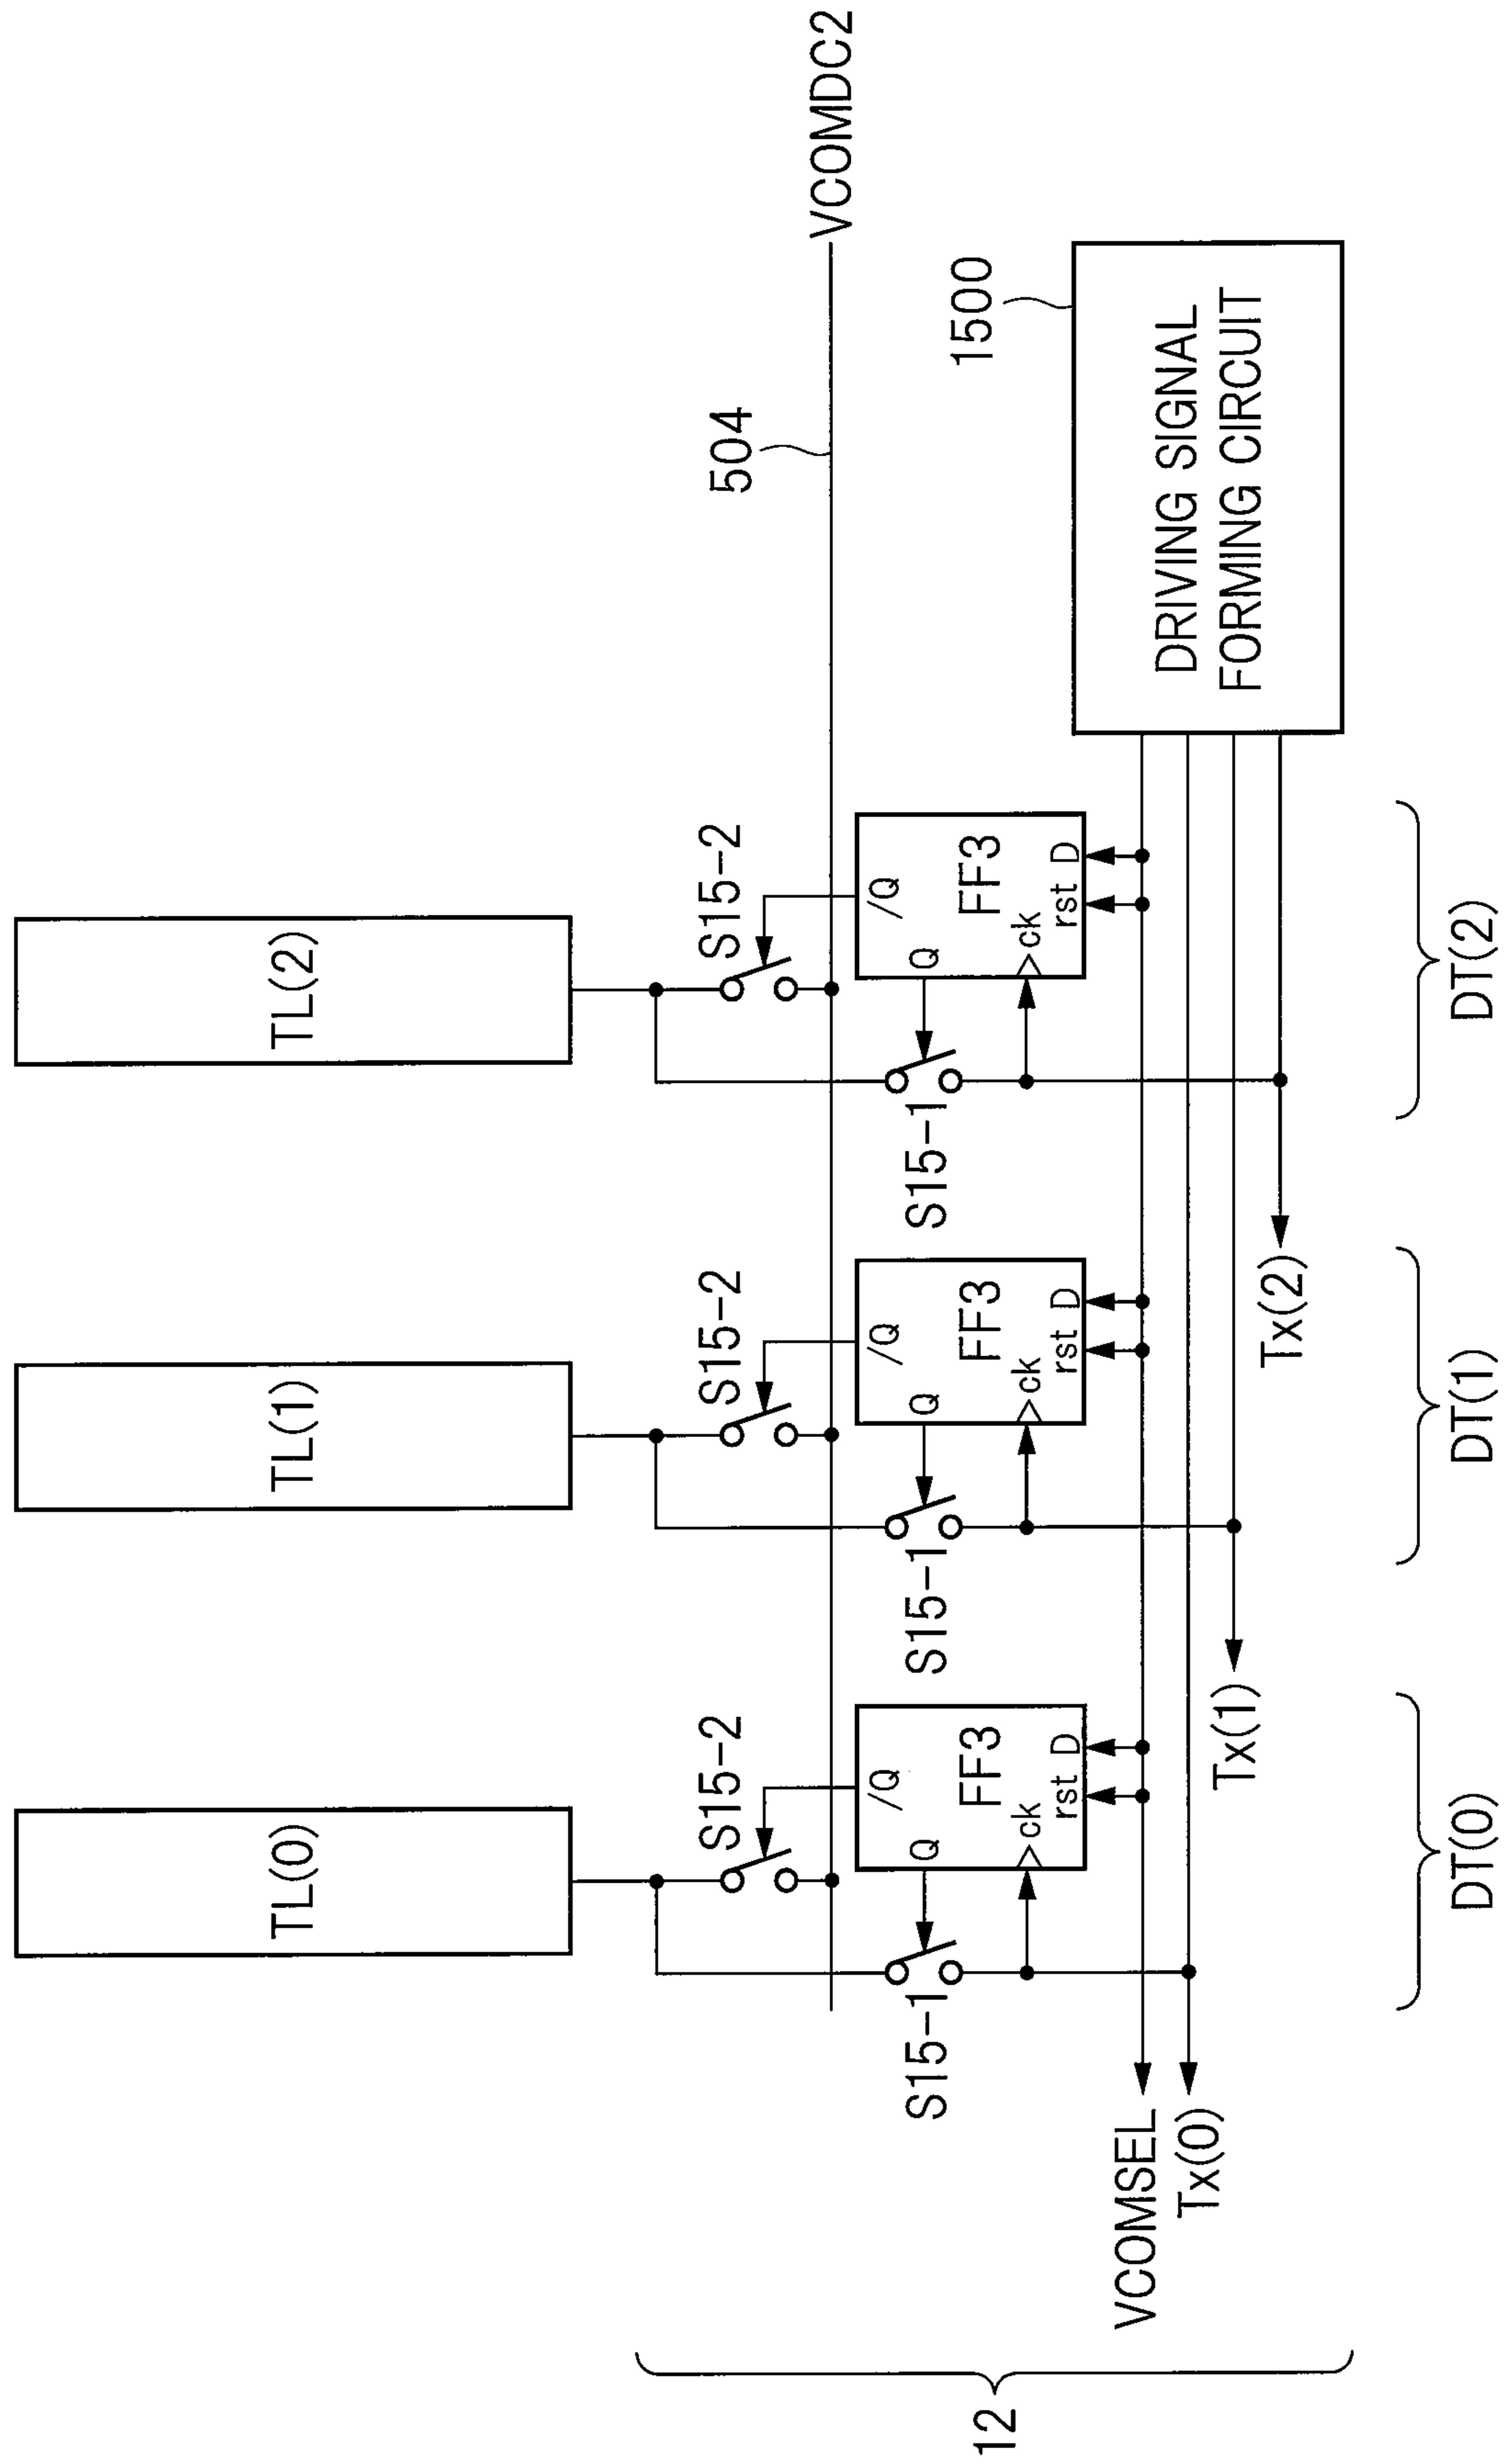 TL(0)
TL(1)
TL(2)
S15-2
S15-2
S15-2
504
VCOMDC2
/Q
Q
FF3
ck
rst
D
/Q
Q
FF3
ck
rst
D
/Q
Q
FF3
ck
rst
D
S15-1
S15-1
S15-1
1500
DRIVING SIGNAL
FORMING CIRCUIT
12
VCOMSEL
Tx(0)
Tx(1)
Tx(2)
DT(0)
DT(1)
DT(2)